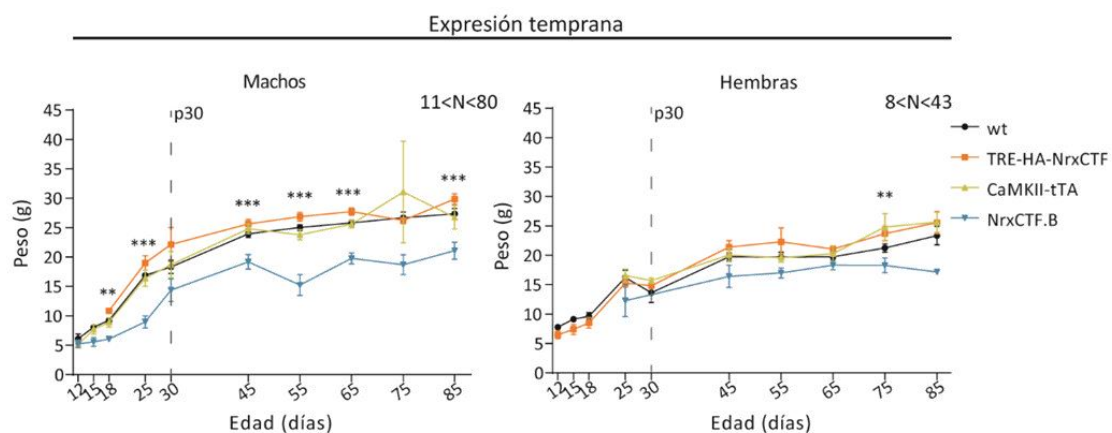 Expresión temprana
Machos
11<N<80
p30
Peso (g)
45
40
35
30
25
20
15
10
5
0
** *** *** *** *** ***
12 15 18 25 30 45 55 65 75 85
Edad (días)
Hembras
8<N<43
p30
Peso (g)
45
40
35
30
25
20
15
10
5
0
**
12 15 18 25 30 45 55 65 75 85
Edad (días)
wt
TRE-HA-NrxCTF
CaMKII-tTA
NrxCTF.B